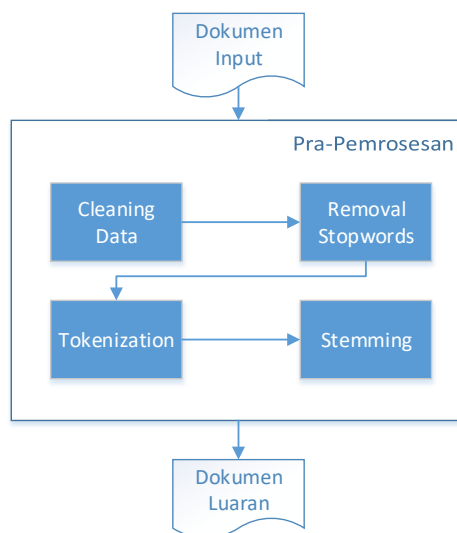 Dokumen
Input
Pra-Pemrosesan
Cleaning
Data
Removal
Stopwords
Tokenization
Stemming
Dokumen
Luaran